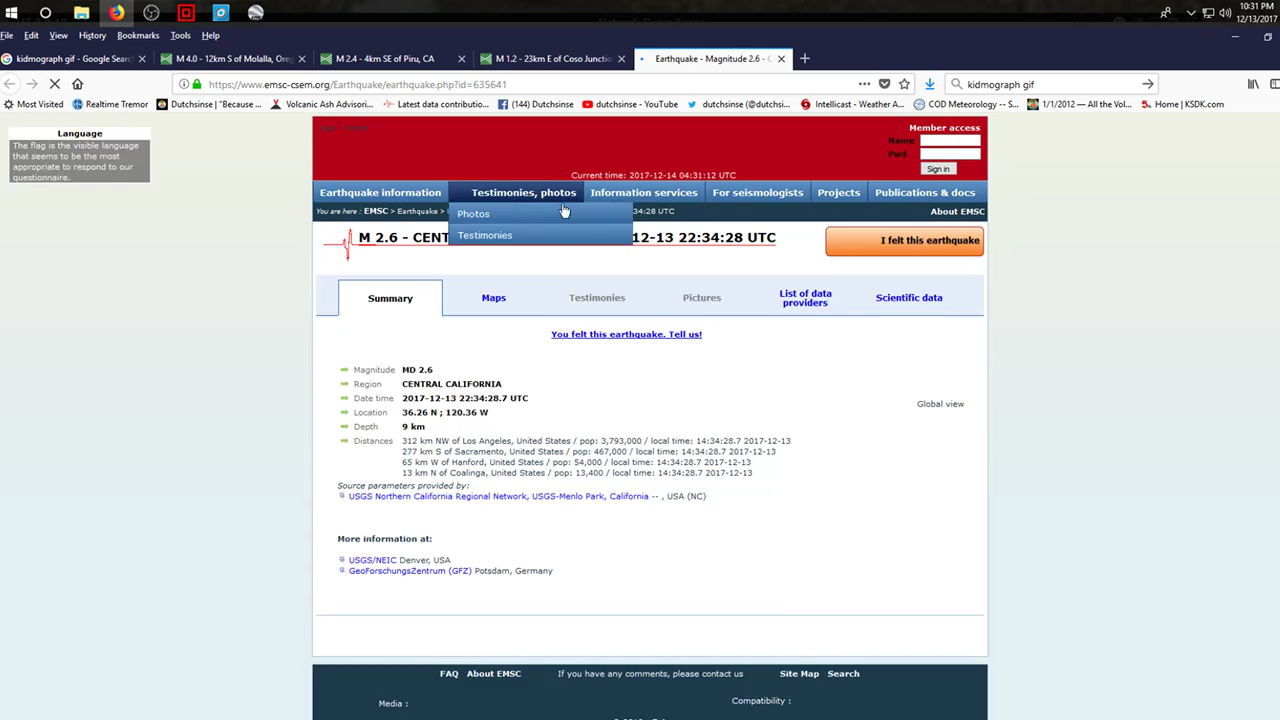 10:31 PM
12/13/2017
File Edit View History Bookmarks Tools Help
kidmograph gif - Google Sear
M 4.0 - 12km S of Molalla, Oreg
M 2.4 - 4km SE of Piru, CA
M 1.2 - 23km E of Coso Junctio
Earthquake - Magnitude 2.6 - C
https://www.emsc-csem.org/Earthquake/earthquake.php?id=635641
kidmograph gif
Most Visited Realtime Tremor Dutchsinse | "Because ... Volcanic Ash Advisori... Latest data contributio... (144) Dutchsinse dutchsinse - YouTube dutchsinse (@dutchsi... Intellicast - Weather A... COD Meteorology -- S... 1/1/2012 | All the Vol... Home | KSDK.com
Language
The flag is the visible language
that seems to be the most
appropriate to respond to our
questionnaire.
Member access
Name
Pwd
Sign in
Current time: 2017-12-14 04:31:12 UTC
Earthquake information Testimonies, photos Information services For seismologists Projects Publications & docs
You are here : EMSC > Earthquake > :34:28 UTC About EMSC
Photos
Testimonies
M 2.6 - CENT 12-13 22:34:28 UTC
I felt this earthquake
Summary Maps Testimonies Pictures List of data providers Scientific data
You felt this earthquake. Tell us!
Magnitude MD 2.6
Region CENTRAL CALIFORNIA
Date time 2017-12-13 22:34:28.7 UTC
Global view
Location 36.26 N ; 120.36 W
Depth 9 km
Distances 312 km NW of Los Angeles, United States / pop: 3,793,000 / local time: 14:34:28.7 2017-12-13
277 km S of Sacramento, United States / pop: 467,000 / local time: 14:34:28.7 2017-12-13
65 km W of Hanford, United States / pop: 54,000 / local time: 14:34:28.7 2017-12-13
13 km N of Coalinga, United States / pop: 13,400 / local time: 14:34:28.7 2017-12-13
Source parameters provided by:
USGS Northern California Regional Network, USGS-Menlo Park, California -- , USA (NC)
More information at:
USGS/NEIC Denver, USA
GeoForschungsZentrum (GFZ) Potsdam, Germany
FAQ About EMSC If you have any comments, please contact us Site Map Search
Media : Compatibility :